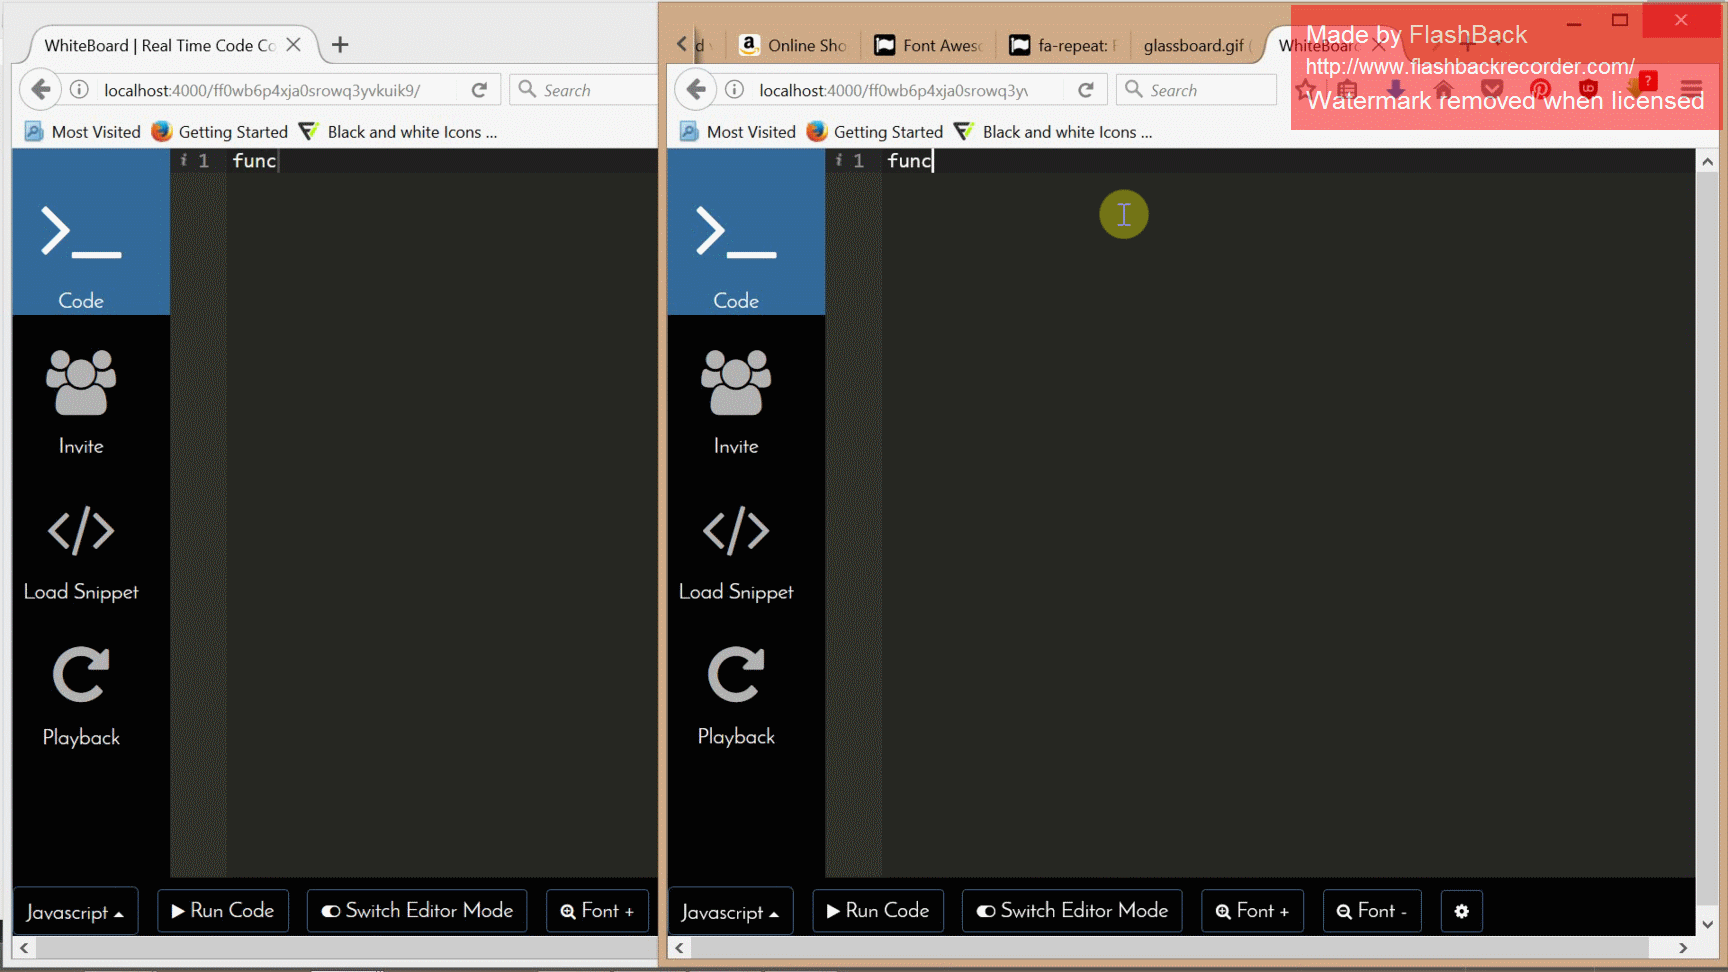 WhiteBoard | Real Time Code Co
localhost:4000/ff0wb6p4xja0srowq3yvkuik9/
Search
Most Visited
Getting Started
Black and white Icons ...
i 1 func
Code
Invite
Load Snippet
Playback
Javascript
Run Code
Switch Editor Mode
Font +
Online Sho
Font Awes
fa-repeat: F
glassboard.gif (
WhiteBoar
localhost:4000/ff0wb6p4xja0srowq3yv
Search
Made by FlashBack
http://www.flashbackrecorder.com/
Watermark removed when licensed
Most Visited
Getting Started
Black and white Icons ...
i 1 func
Code
Invite
Load Snippet
Playback
Javascript
Run Code
Switch Editor Mode
Font +
Font -